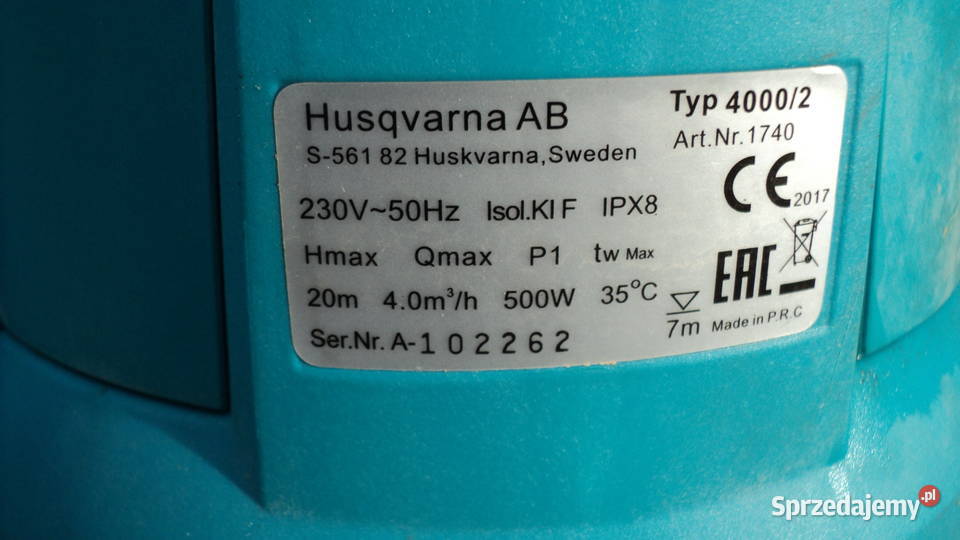 Husqvarna AB
S-561 82 Huskvarna,Sweden
Typ 4000/2
Art.Nr.1740
CE 2017
230V~50Hz Isol.Kl F IPX8
Hmax Qmax P1 tw Max
20m 4.0m³/h 500W 35°C
EAC
7m Made in P.R.C
Ser.Nr. A-102262
Sprzedajemy.pl